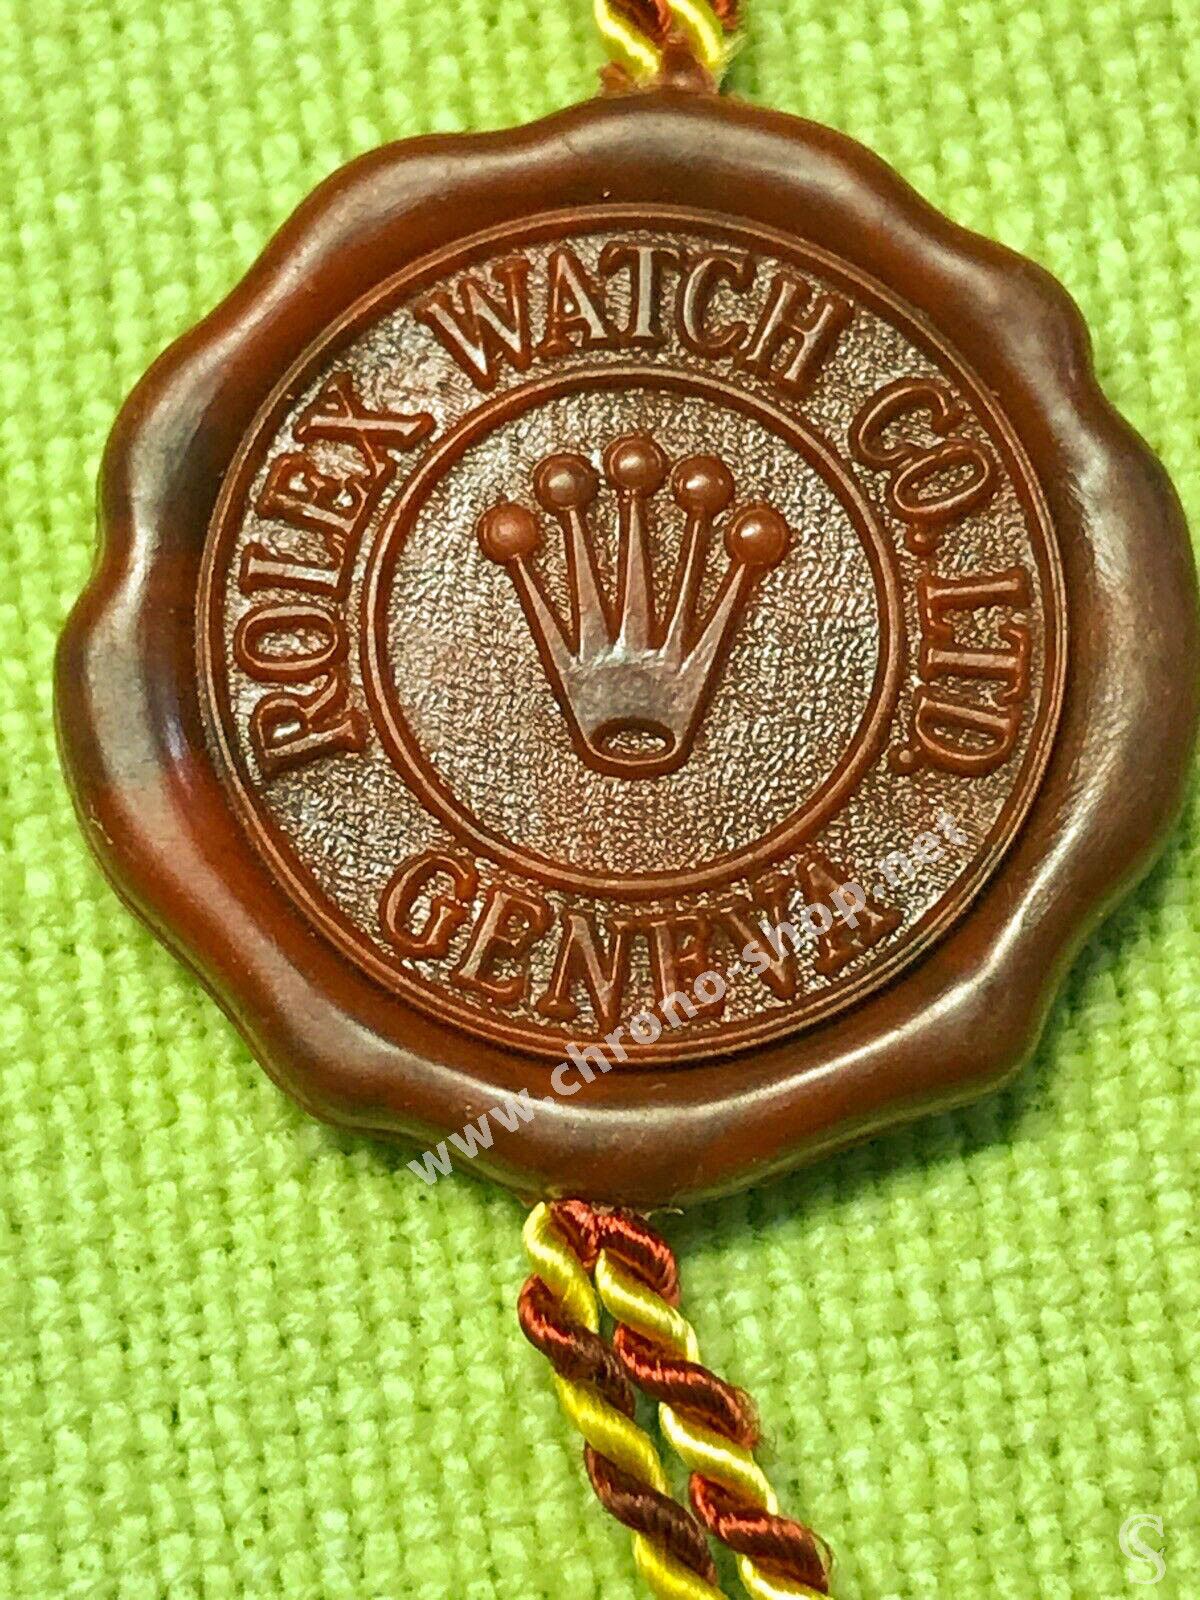 ROLEX WATCH CO. LTD.
GENEVA
www.chrono-shop.net
S